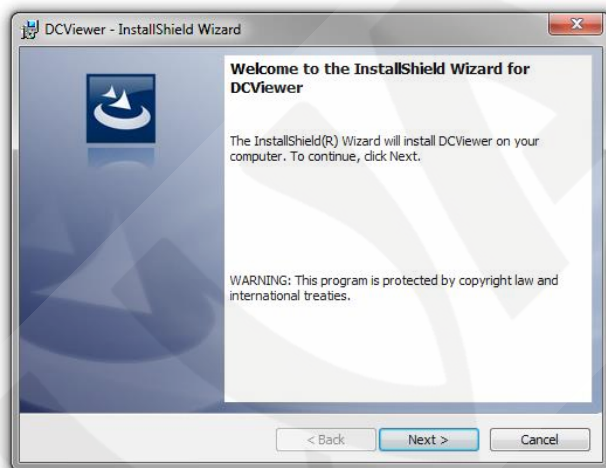 DCViewer - InstallShield Wizard
Welcome to the InstallShield Wizard for
DCViewer
The InstallShield(R) Wizard will install DCViewer on your
computer. To continue, click Next.
WARNING: This program is protected by copyright law and
international treaties.
< Back
Next >
Cancel